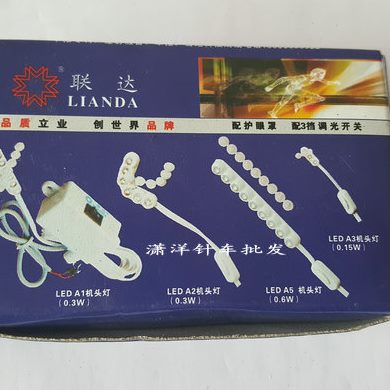 联 达
®
LIANDA
品质立业 创世界品牌
配护眼罩 配3挡调光开关
潇洋针车批发
LED A3机头灯
(0.15W)
LED A1机头灯
(0.3W)
LED A2机头灯
(0.3W)
LED A5 机头灯
(0.6W)